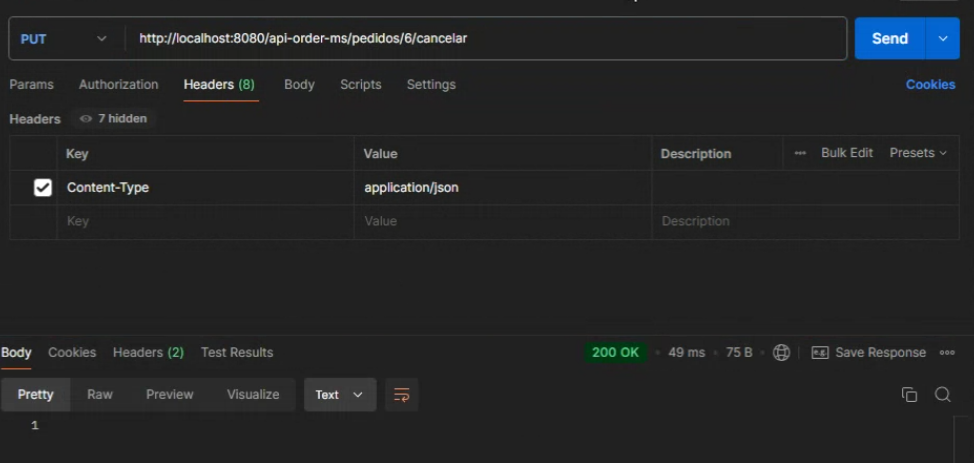 PUT http://localhost:8080/api-order-ms/pedidos/6/cancelar Send
Params Authorization Headers (8) Body Scripts Settings Cookies
Headers 7 hidden
Key Value Description Bulk Edit Presets
Content-Type application/json
Key Value Description
Body Cookies Headers (2) Test Results 200 OK 49 ms 75 B Save Response
Pretty Raw Preview Visualize Text
1